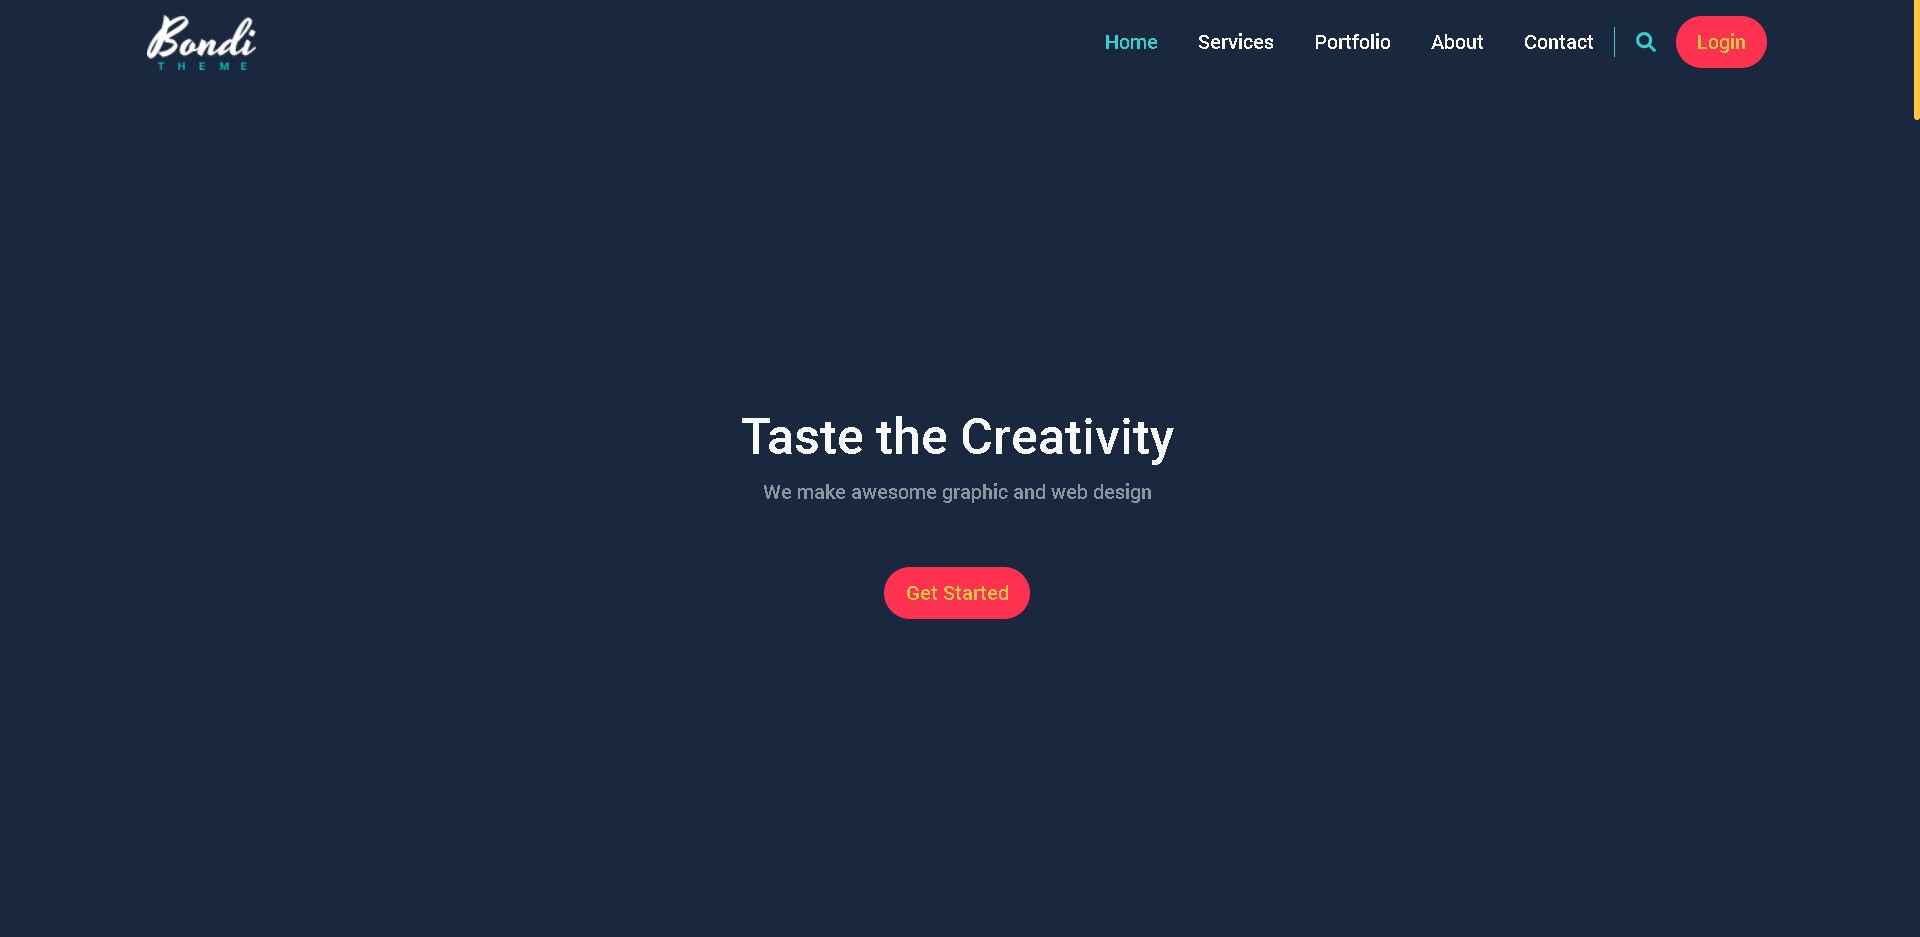 Bondi
THEME
Home Services Portfolio About Contact Login
Taste the Creativity
We make awesome graphic and web design
Get Started